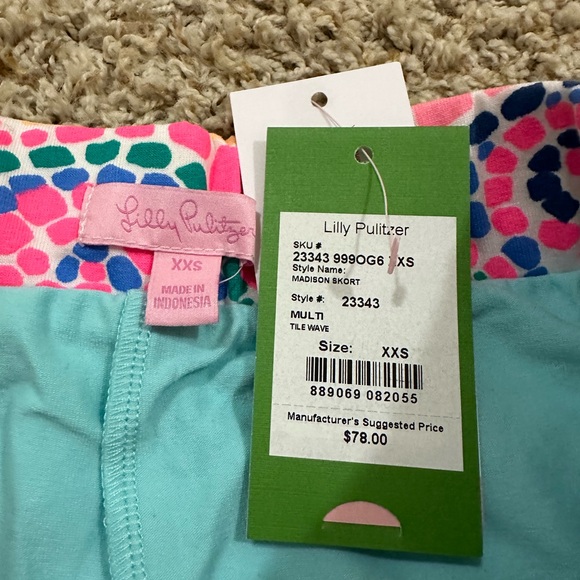 Lilly Pulitzer
XXS
MADE IN
INDONESIA
Lilly Pulitzer
SKU #
23343 999OG6 XXS
Style Name:
MADISON SKORT
Style #: 23343
MULTI
TILE WAVE
Size: XXS
889069 082055
Manufacturer's Suggested Price
$78.00